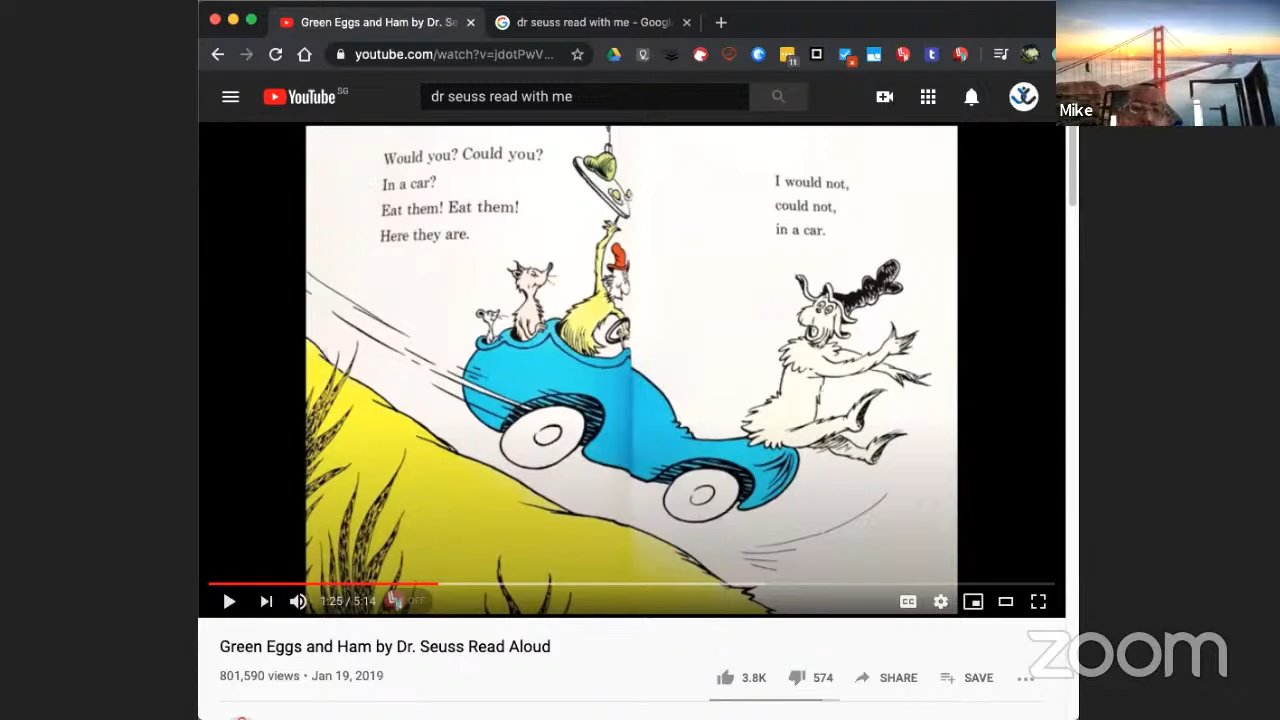 Green Eggs and Ham by Dr. Se
dr seuss read with me - Googl
youtube.com/watch?v=jdotPwV...
11
YouTube SG
dr seuss read with me
Mike
Would you? Could you?
In a car?
Eat them! Eat them!
Here they are.
I would not,
could not,
in a car.
1:25 / 5:14
OFF
CC
Green Eggs and Ham by Dr. Seuss Read Aloud
801,590 views • Jan 19, 2019
3.8K
574
SHARE
SAVE
zoom